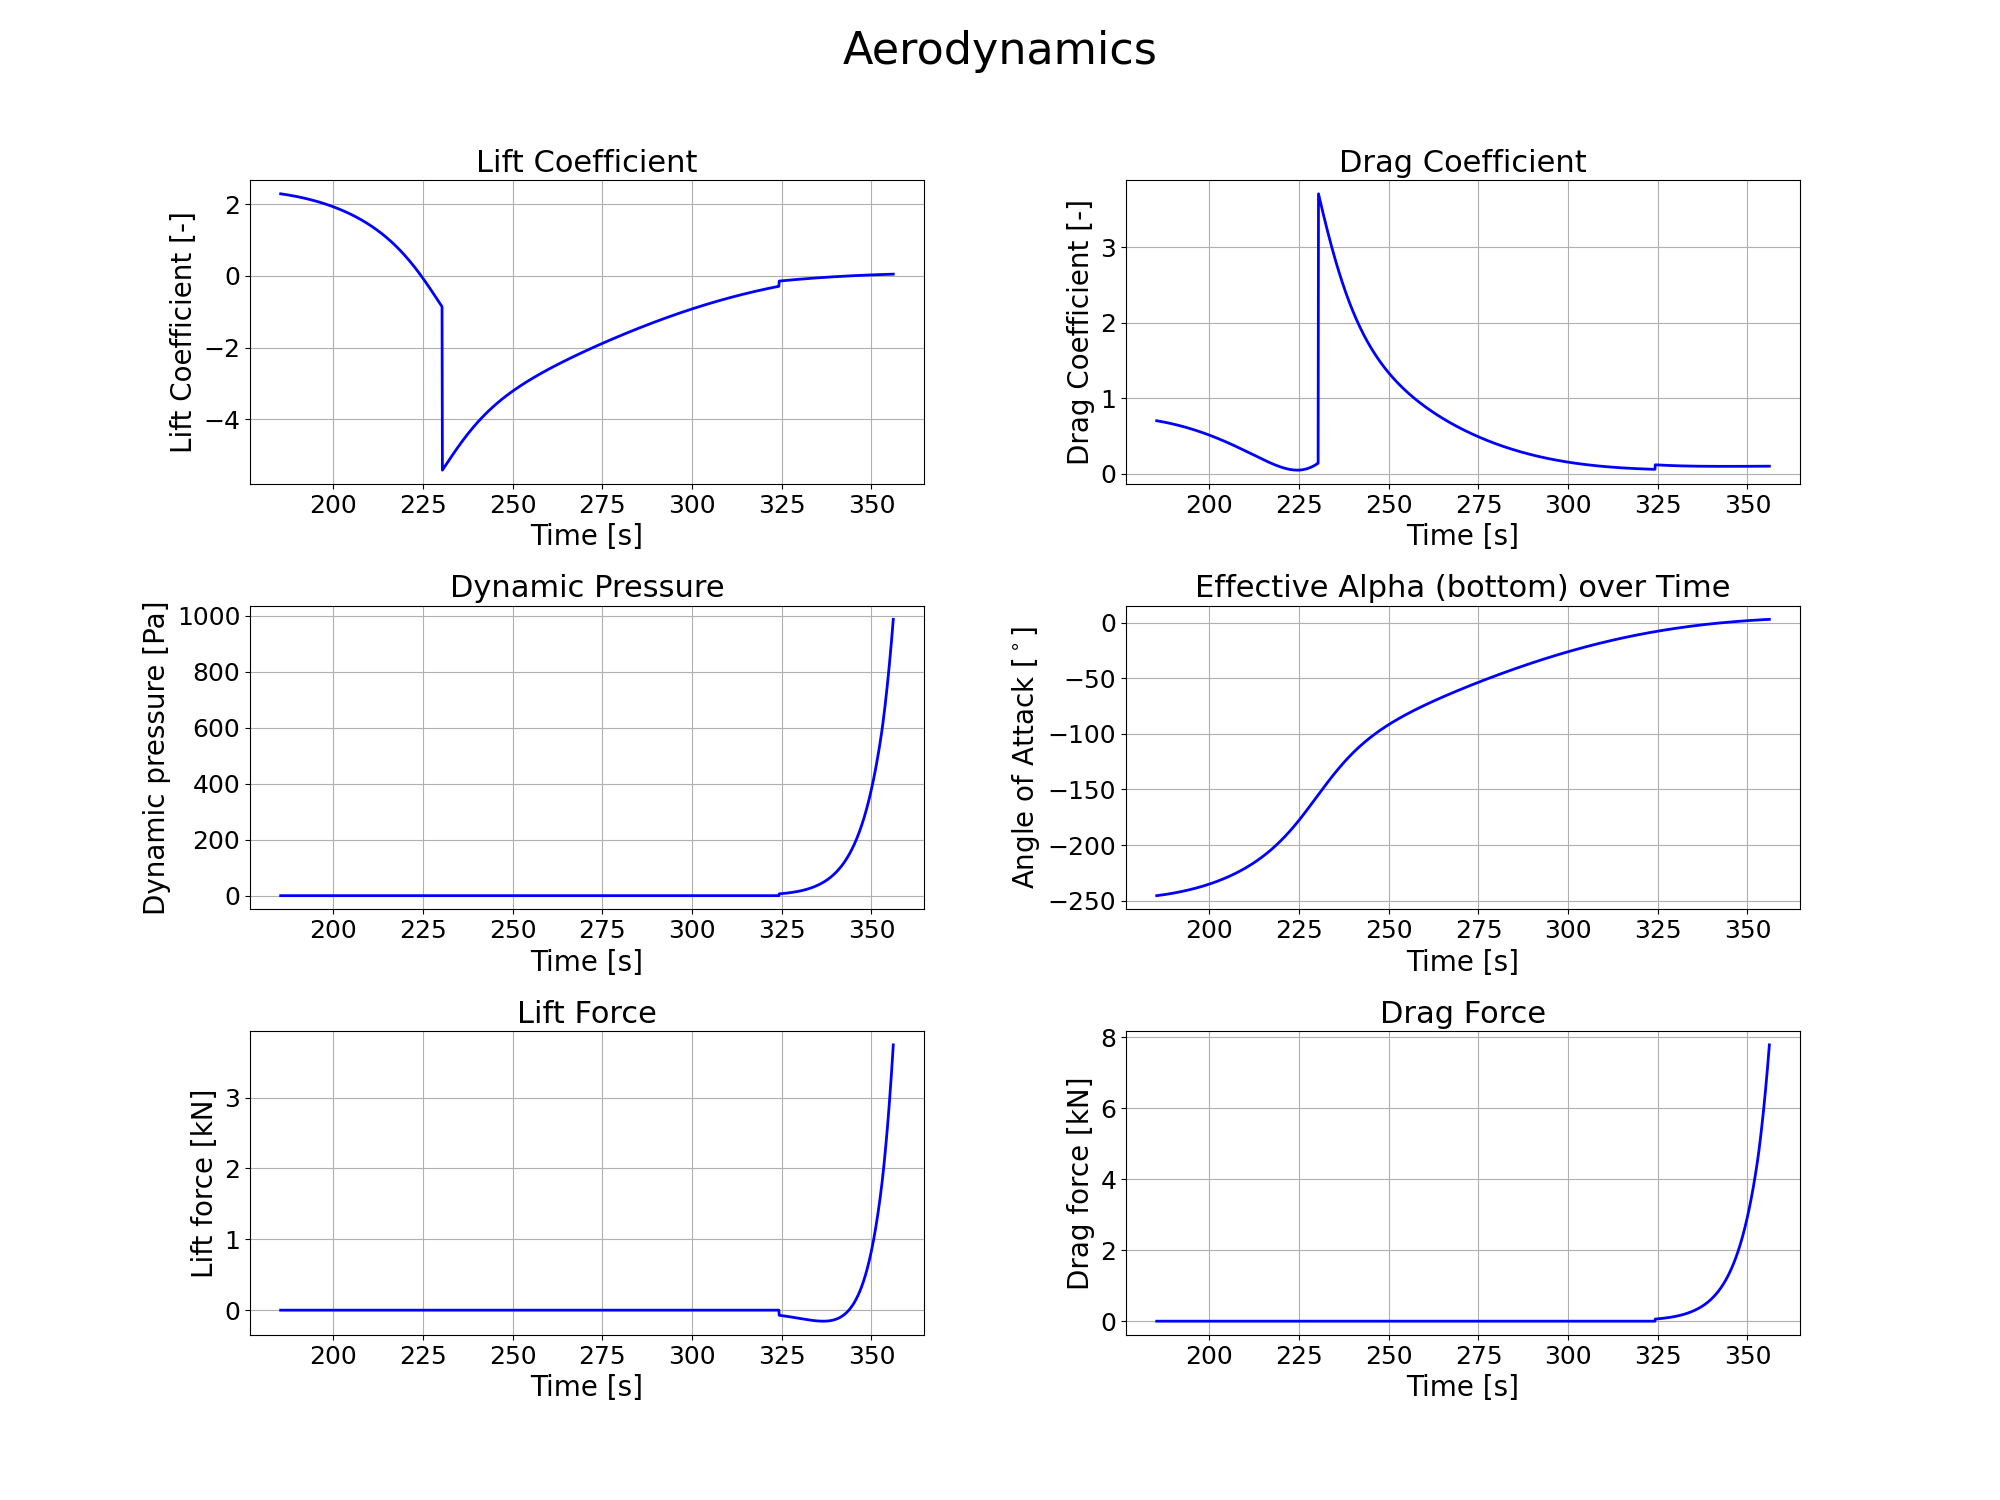 Aerodynamics
Lift Coefficient
Lift Coefficient [-]
2
0
−2
−4
200 225 250 275 300 325 350
Time [s]
Drag Coefficient
Drag Coefficient [-]
3
2
1
0
200 225 250 275 300 325 350
Time [s]
Dynamic Pressure
Dynamic pressure [Pa]
1000
800
600
400
200
0
200 225 250 275 300 325 350
Time [s]
Effective Alpha (bottom) over Time
Angle of Attack [°]
0
−50
−100
−150
−200
−250
200 225 250 275 300 325 350
Time [s]
Lift Force
Lift force [kN]
3
2
1
0
200 225 250 275 300 325 350
Time [s]
Drag Force
Drag force [kN]
8
6
4
2
0
200 225 250 275 300 325 350
Time [s]